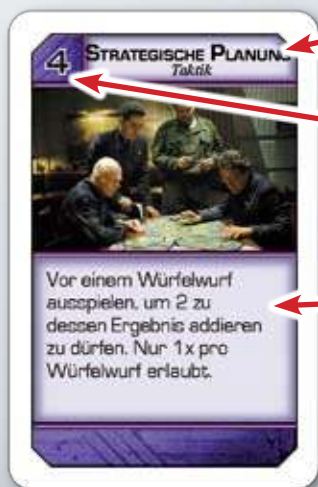 4
STRATEGISCHE PLANUNG
Taktik
Vor einem Würfelwurf
ausspielen, um 2 zu
dessen Ergebnis addieren
zu dürfen. Nur 1x pro
Würfelwurf erlaubt.